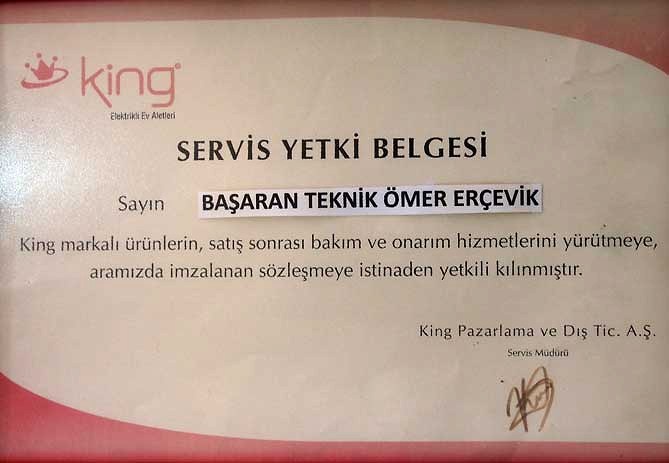 king®
Elektrikli Ev Aletleri
SERVİS YETKİ BELGESİ
Sayın BAŞARAN TEKNİK ÖMER ERÇEVİK
King markalı ürünlerin, satış sonrası bakım ve onarım hizmetlerini yürütmeye,
aramızda imzalanan sözleşmeye istinaden yetkili kılınmıştır.
King Pazarlama ve Dış Tic. A.Ş.
Servis Müdürü